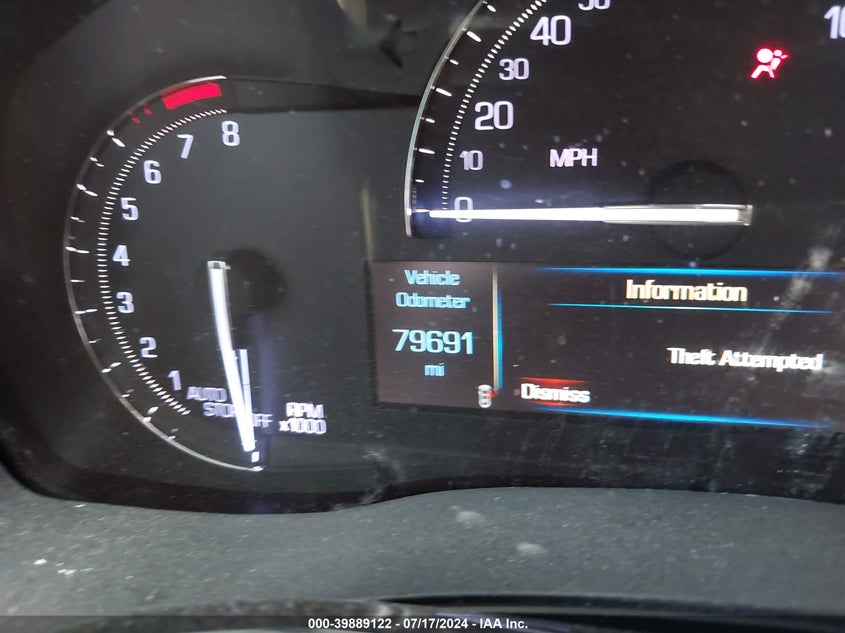 8
7
6
5
4
3
2
1
AUTO
STOP OFF
RPM
x1000
40
30
20
10
0
MPH
Vehicle
Odometer
79691
mi
Information
Theft Attempted
Dismiss
000-39889122 - 07/17/2024 - IAA Inc.